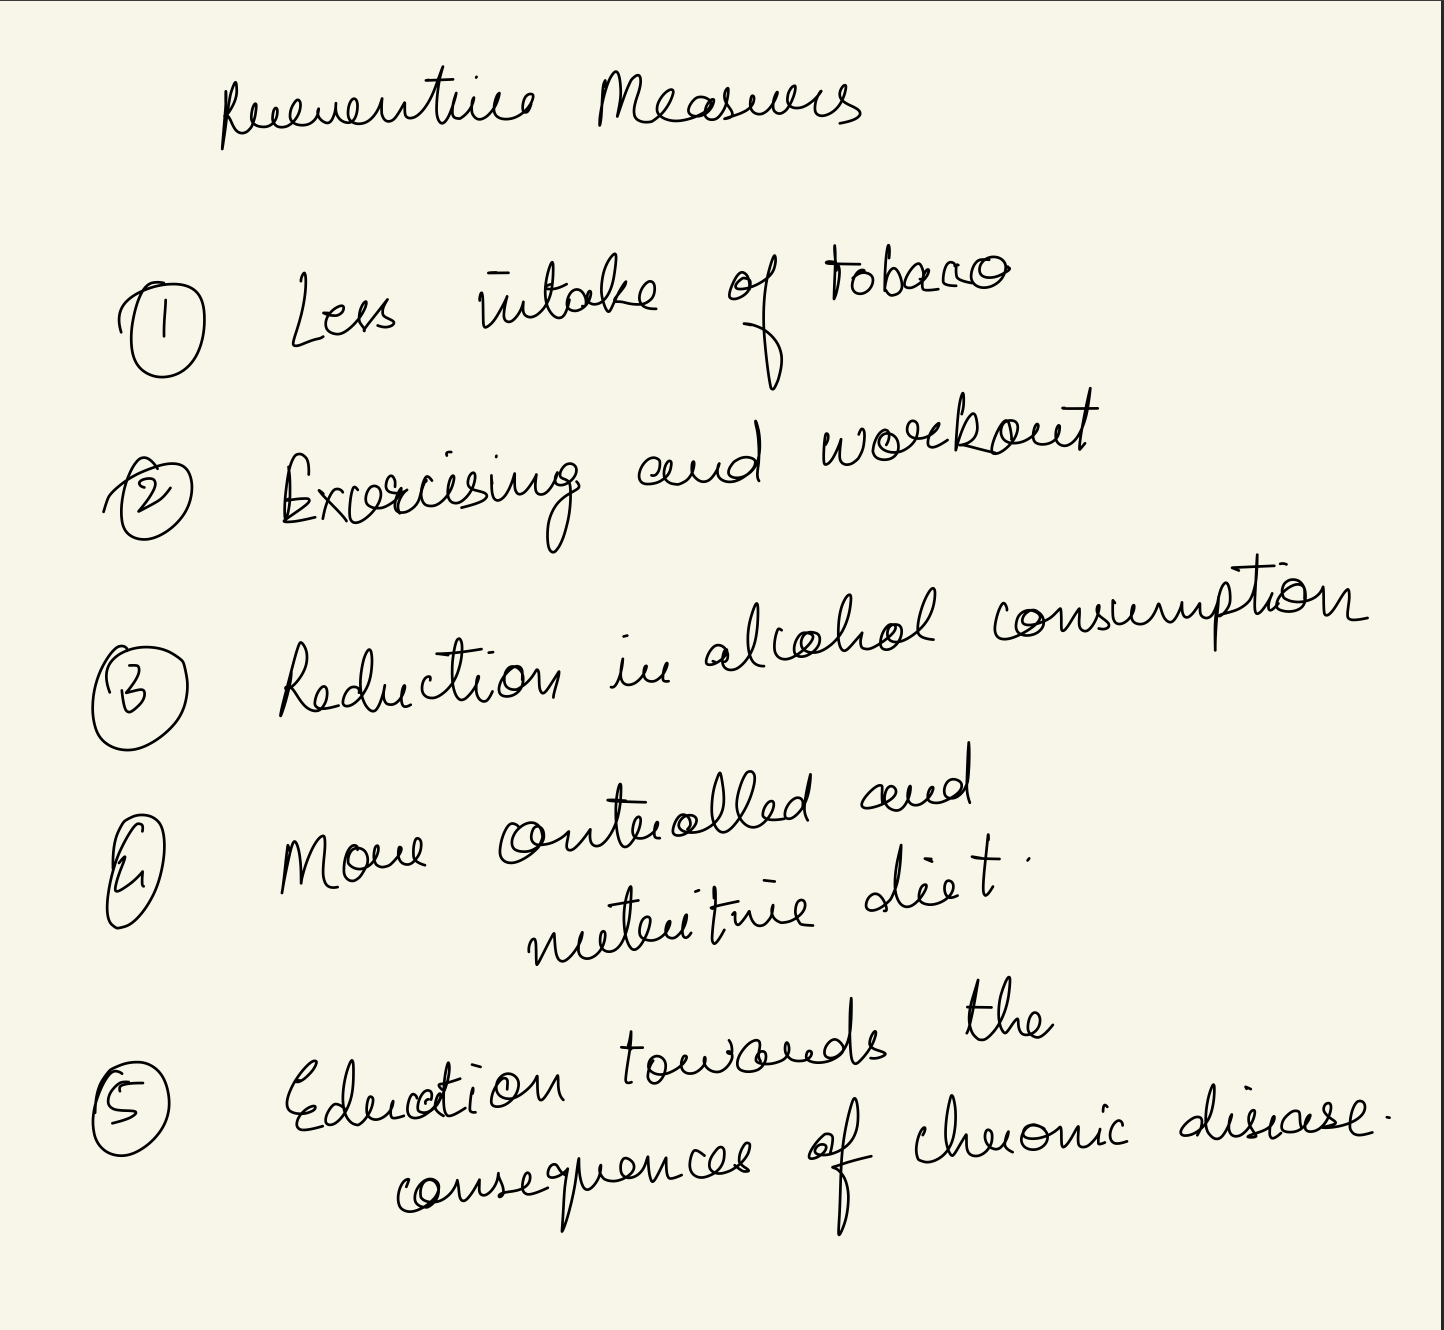 Preventive Measures
① Less intake of tobacco
② Exercising and workout
③ Reduction in alcohol consumption
④ More controlled and
nutritive diet.
⑤ Education towards the
consequences of chronic disease.